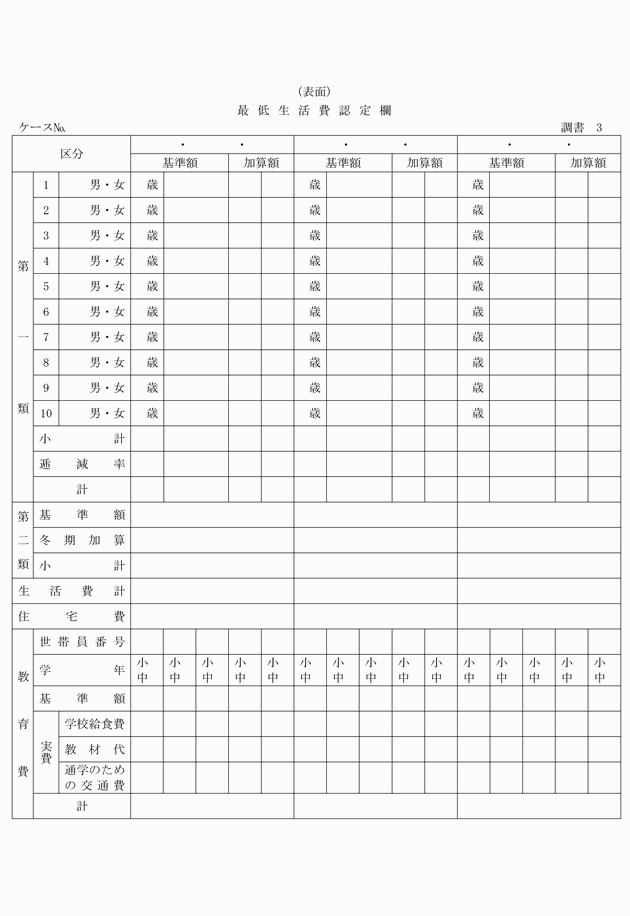 (表面)
最低生活費認定欄
ケース№ 調書 3
区分 ・ ・ ・ ・ ・ ・
基準額 加算額 基準額 加算額 基準額 加算額
第一類
1 男・女 歳 歳 歳
2 男・女 歳 歳 歳
3 男・女 歳 歳 歳
4 男・女 歳 歳 歳
5 男・女 歳 歳 歳
6 男・女 歳 歳 歳
7 男・女 歳 歳 歳
8 男・女 歳 歳 歳
9 男・女 歳 歳 歳
10 男・女 歳 歳 歳
小計
逓減率
計
第二類
基準額
冬期加算
小計
生活費計
住宅費
教育費
世帯員番号
学年 小 小 小 小 小 小 小 小 小 小 小 小 小 小 小
中 中 中 中 中 中 中 中 中 中 中 中 中 中 中
基準額
実費
学校給食費
教材代
通学のため
の交通費
計